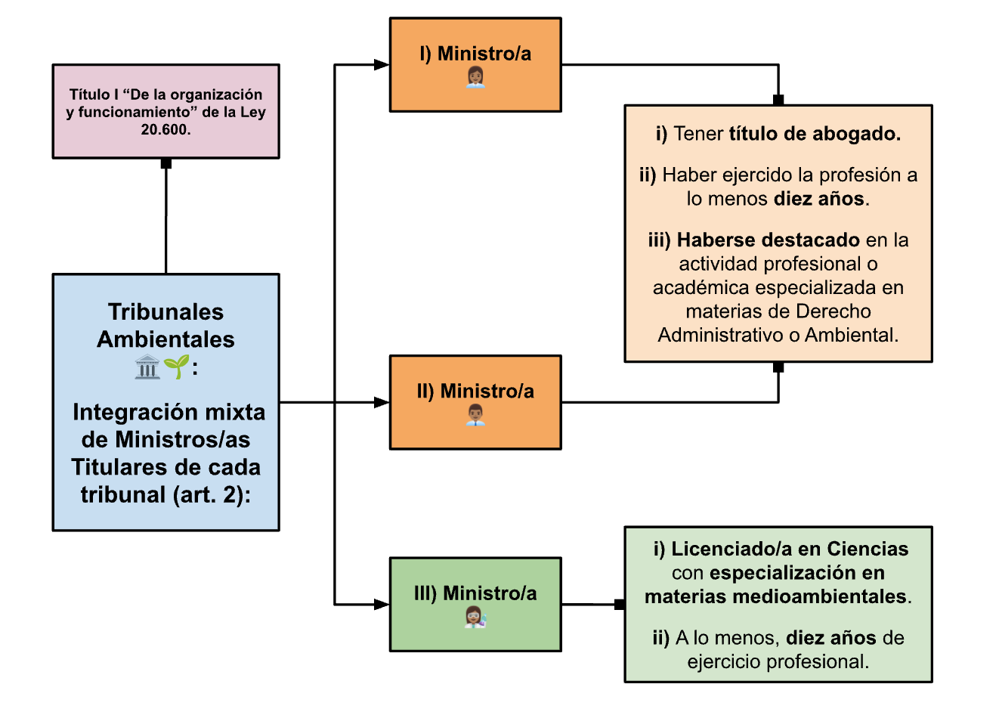 Título I “De la organización
y funcionamiento” de la Ley
20.600.
Tribunales
Ambientales
🏛️🌱:
Integración mixta
de Ministros/as
Titulares de cada
tribunal (art. 2):
I) Ministro/a
II) Ministro/a
III) Ministro/a
i) Tener título de abogado.
ii) Haber ejercido la profesión a
lo menos diez años.
iii) Haberse destacado en la
actividad profesional o
académica especializada en
materias de Derecho
Administrativo o Ambiental.
i) Licenciado/a en Ciencias
con especialización en
materias medioambientales.
ii) A lo menos, diez años de
ejercicio profesional.